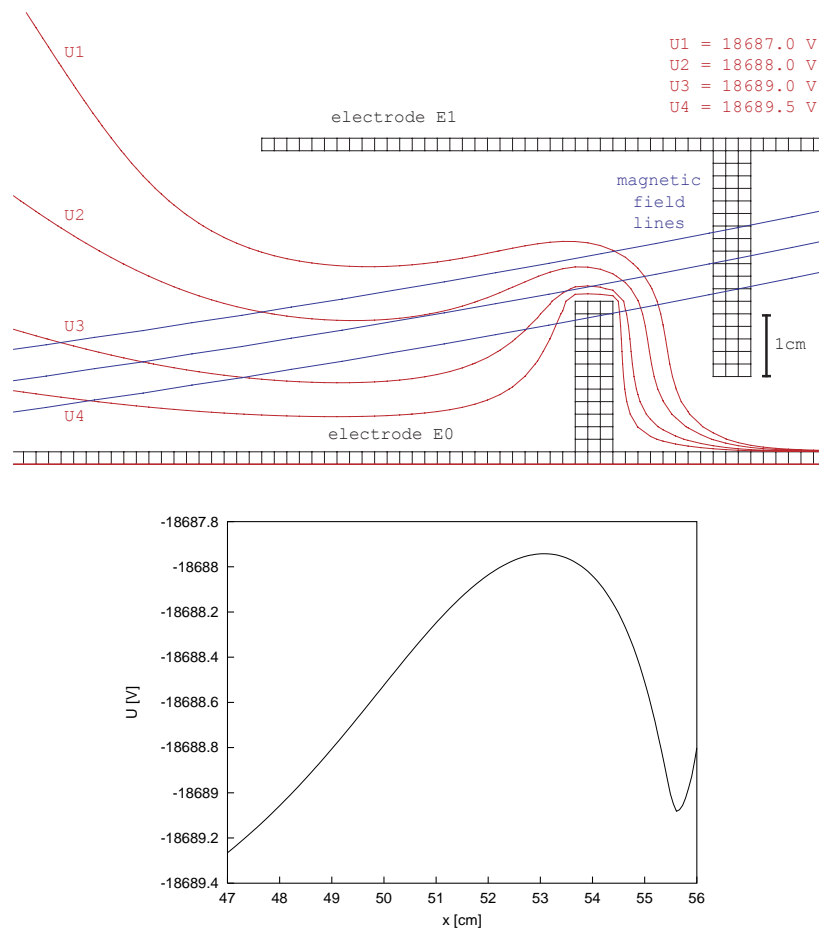 U1
U1 = 18687.0 V
U2 = 18688.0 V
U3 = 18689.0 V
U4 = 18689.5 V
electrode E1
magnetic
field
lines
U2
U3
1cm
U4
electrode E0
-18687.8
-18688
-18688.2
-18688.4
-18688.6
-18688.8
-18689
-18689.2
-18689.4
U [V]
47 48 49 50 51 52 53 54 55 56
x [cm]